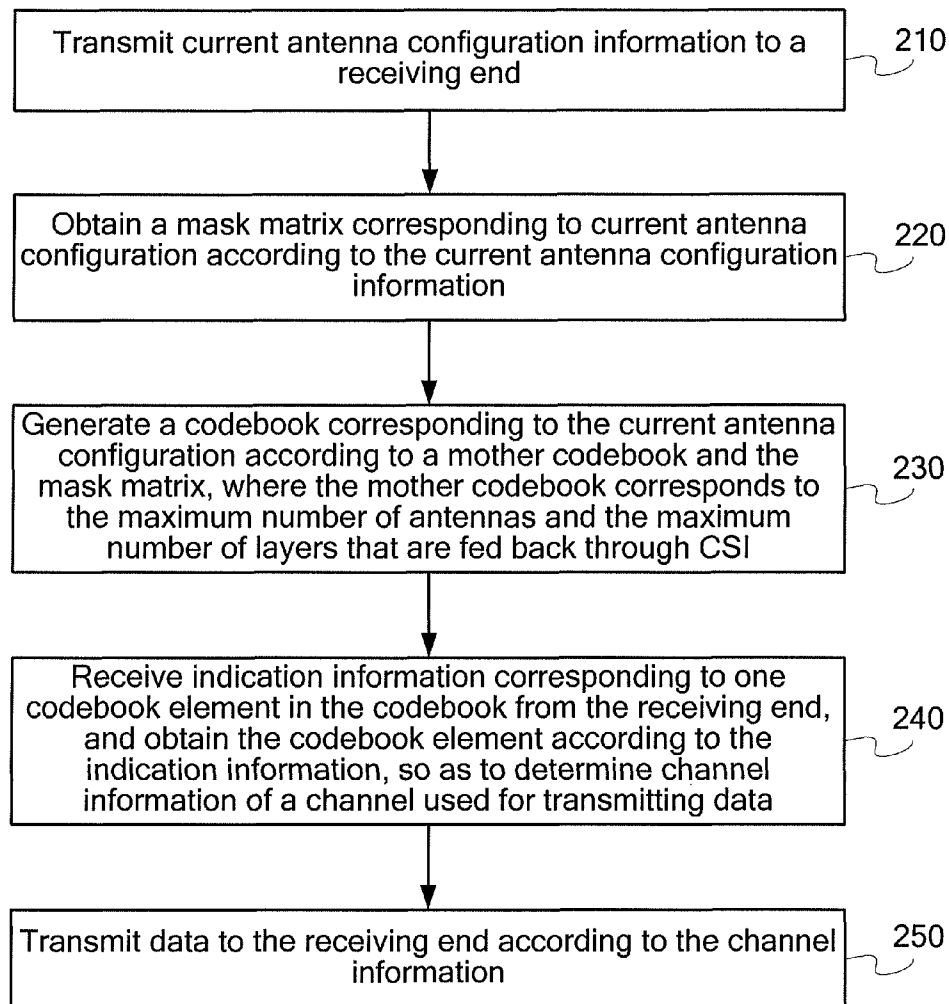 Transmit current antenna configuration information to a
receiving end
210
Obtain a mask matrix corresponding to current antenna
configuration according to the current antenna configuration
information
220
Generate a codebook corresponding to the current antenna
configuration according to a mother codebook and the
mask matrix, where the mother codebook corresponds to
the maximum number of antennas and the maximum
number of layers that are fed back through CSI
230
Receive indication information corresponding to one
codebook element in the codebook from the receiving end,
and obtain the codebook element according to the
indication information, so as to determine channel
information of a channel used for transmitting data
240
Transmit data to the receiving end according to the channel
information
250